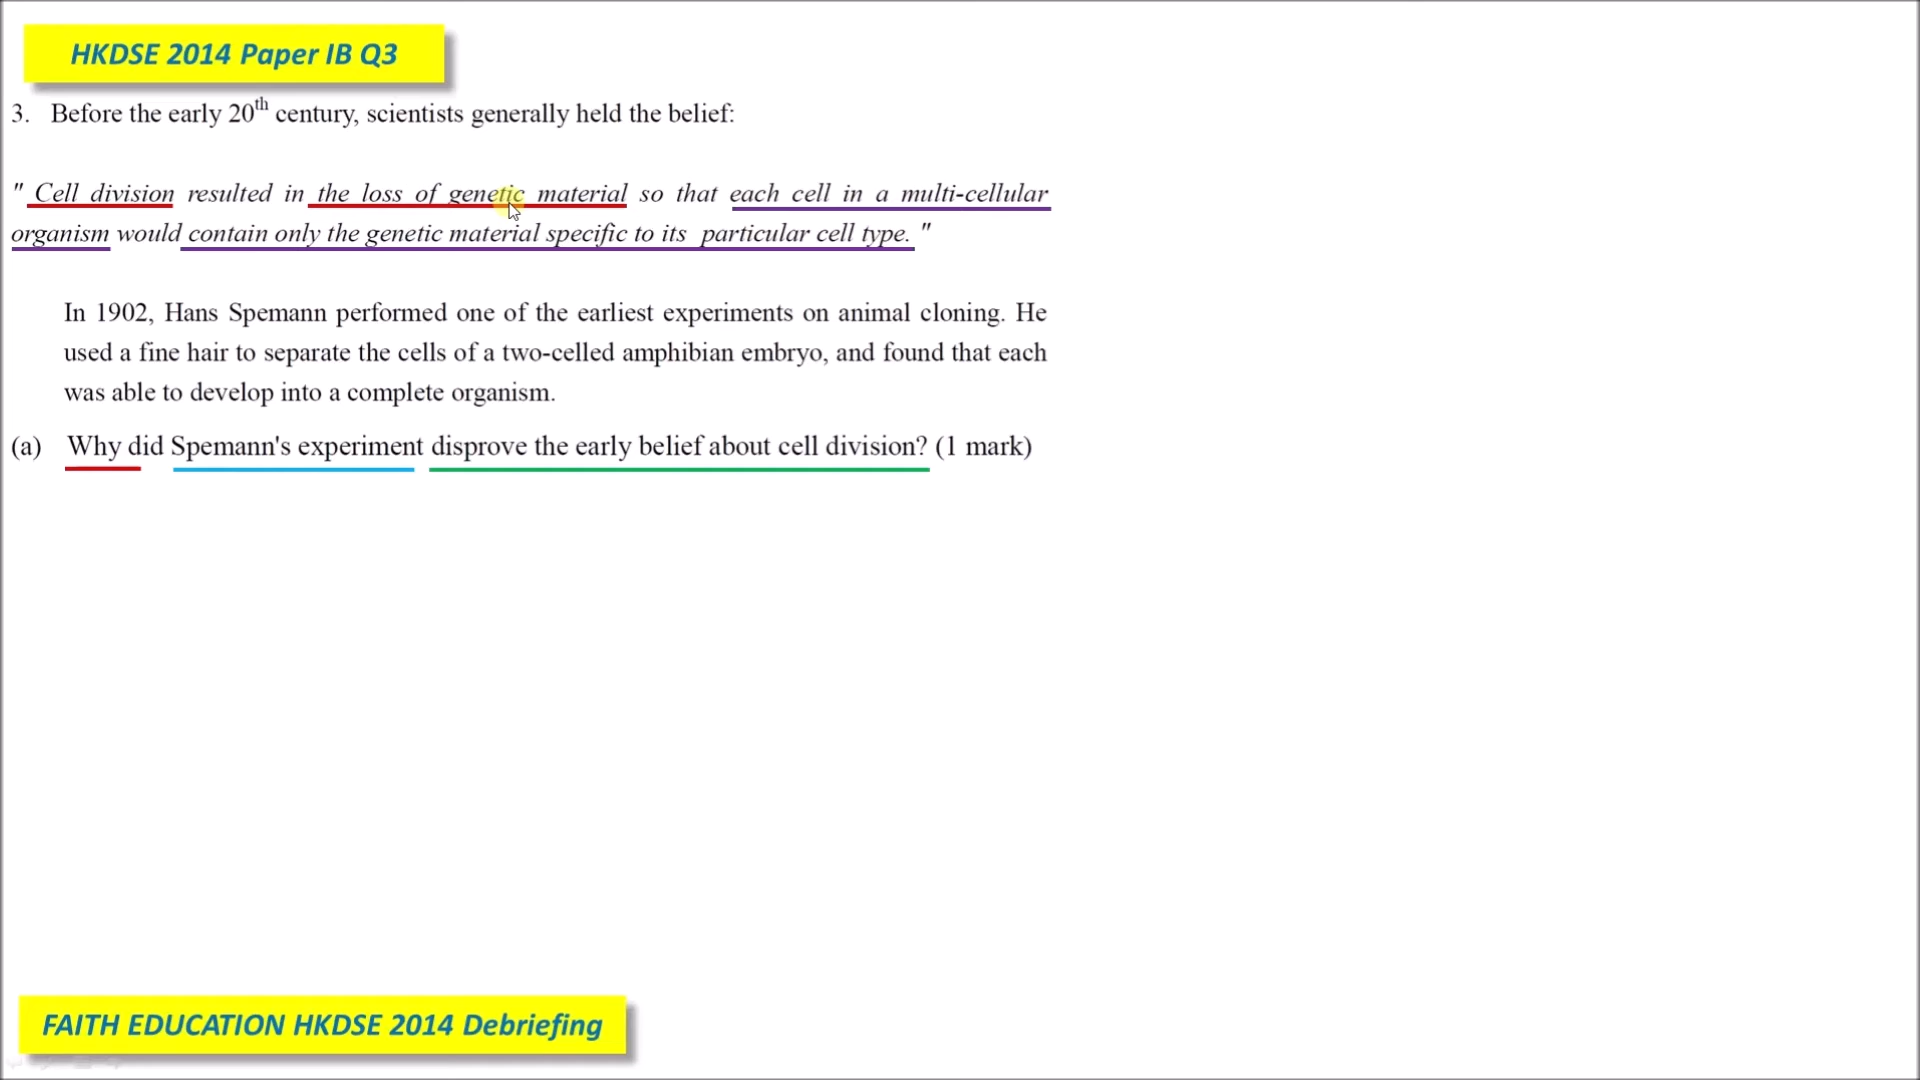 HKDSE 2014 Paper IB Q3
3. Before the early 20th century, scientists generally held the belief:
" Cell division resulted in the loss of genetic material so that each cell in a multi-cellular
organism would contain only the genetic material specific to its particular cell type. "
In 1902, Hans Spemann performed one of the earliest experiments on animal cloning. He
used a fine hair to separate the cells of a two-celled amphibian embryo, and found that each
was able to develop into a complete organism.
(a) Why did Spemann's experiment disprove the early belief about cell division? (1 mark)
FAITH EDUCATION HKDSE 2014 Debriefing